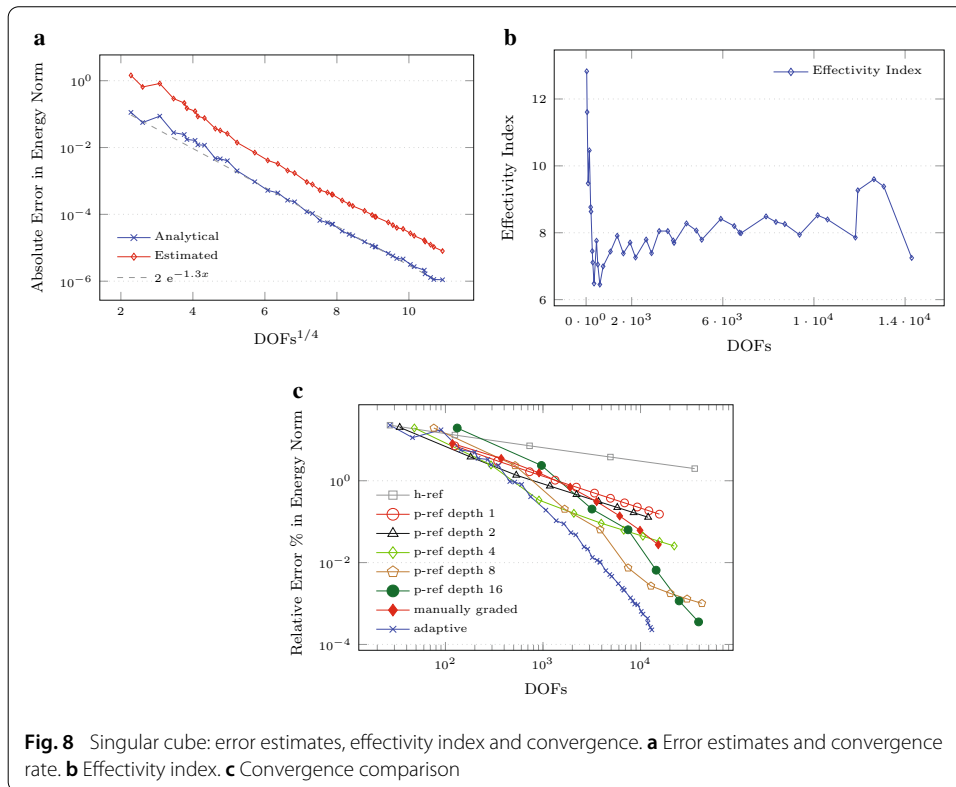 a
10^0
10^−2
10^−4
10^−6
2
4
6
8
10
DOFs^1/4
Absolute Error in Energy Norm
Analytical
Estimated
2 e^−1.3x
b
12
10
8
6
0 · 10^0
2 · 10^3
6 · 10^3
1 · 10^4
1.4 · 10^4
DOFs
Effectivity Index
Effectivity Index
c
10^0
10^−2
10^−4
10^2
10^3
10^4
DOFs
Relative Error % in Energy Norm
h-ref
p-ref depth 1
p-ref depth 2
p-ref depth 4
p-ref depth 8
p-ref depth 16
manually graded
adaptive
Fig. 8 Singular cube: error estimates, effectivity index and convergence. a Error estimates and convergence
rate. b Effectivity index. c Convergence comparison